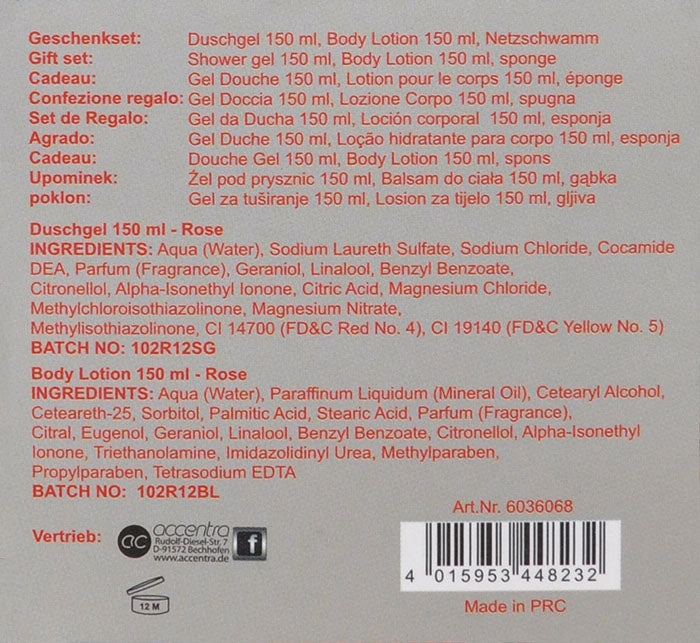 Geschenkset: Duschgel 150 ml, Body Lotion 150 ml, Netzschwamm
Gift set: Shower gel 150 ml, Body Lotion 150 ml, sponge
Cadeau: Gel Douche 150 ml, Lotion pour le corps 150 ml, éponge
Confezione regalo: Gel Doccia 150 ml, Lozione Corpo 150 ml, spugna
Set de Regalo: Gel da Ducha 150 ml, Loción corporal 150 ml, esponja
Agrado: Gel Duche 150 ml, Loção hidratante para corpo 150 ml, esponja
Cadeau: Douche Gel 150 ml, Body Lotion 150 ml, spons
Upominek: Żel pod prysznic 150 ml, Balsam do ciała 150 ml, gąbka
poklon: Gel za tuširanje 150 ml, Losion za tijelo 150 ml, gljiva
Duschgel 150 ml - Rose
INGREDIENTS: Aqua (Water), Sodium Laureth Sulfate, Sodium Chloride, Cocamide
DEA, Parfum (Fragrance), Geraniol, Linalool, Benzyl Benzoate,
Citronellol, Alpha-Isonethyl Ionone, Citric Acid, Magnesium Chloride,
Methylchloroisothiazolinone, Magnesium Nitrate,
Methylisothiazolinone, CI 14700 (FD&C Red No. 4), CI 19140 (FD&C Yellow No. 5)
BATCH NO: 102R12SG
Body Lotion 150 ml - Rose
INGREDIENTS: Aqua (Water), Paraffinum Liquidum (Mineral Oil), Cetearyl Alcohol,
Ceteareth-25, Sorbitol, Palmitic Acid, Stearic Acid, Parfum (Fragrance),
Citral, Eugenol, Geraniol, Linalool, Benzyl Benzoate, Citronellol, Alpha-Isonethyl
Ionone, Triethanolamine, Imidazolidinyl Urea, Methylparaben,
Propylparaben, Tetrasodium EDTA
BATCH NO: 102R12BL
Vertrieb: ac accentra f
Rudolf-Diesel-Str. 7
D-91572 Bechhofen
www.accentra.de
12 M
Art.Nr. 6036068
4 015953 448232
Made in PRC